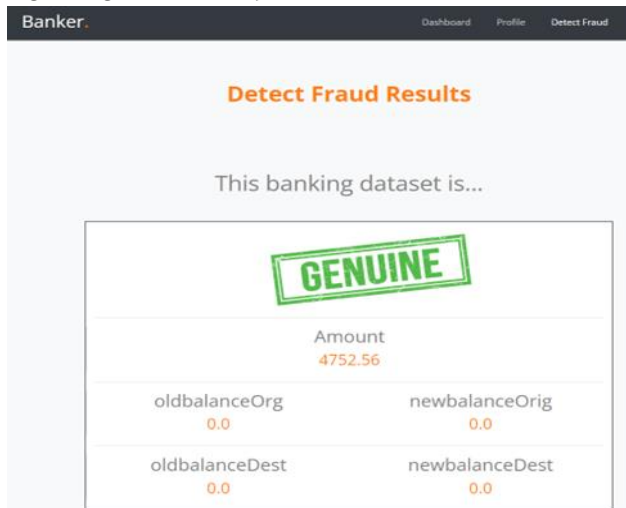 Banker.
Dashboard Profile Detect Fraud
Detect Fraud Results
This banking dataset is...
GENUINE
Amount
4752.56
oldbalanceOrg newbalanceOrig
0.0 0.0
oldbalanceDest newbalanceDest
0.0 0.0